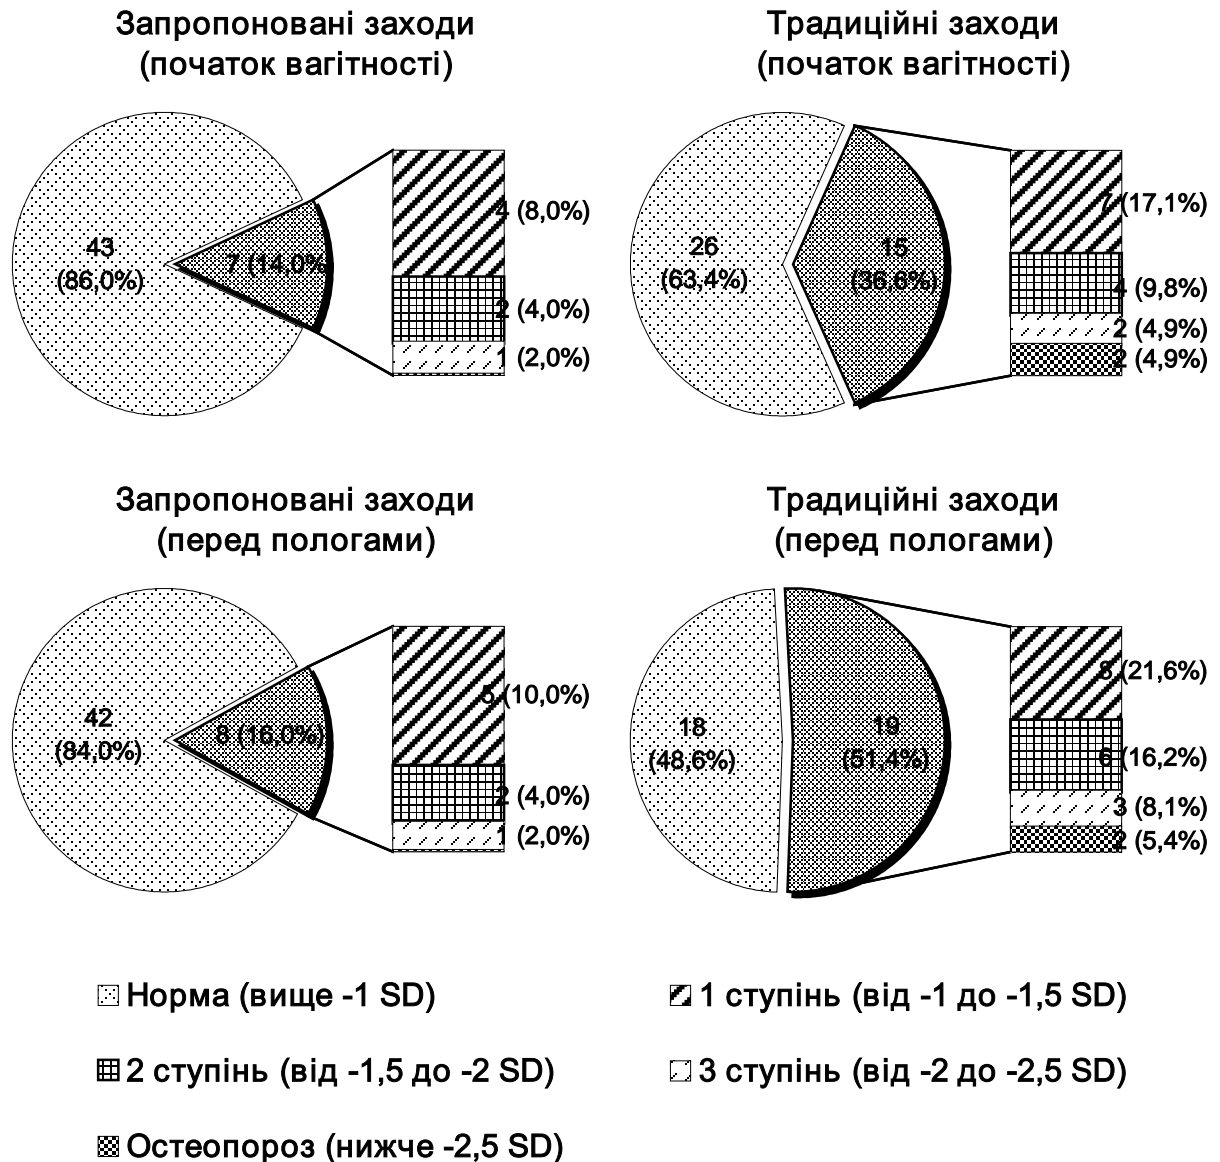 Запропоновані заходи
(початок вагітності)
Традиційні заходи
(початок вагітності)
43
(86,0%)
7 (14,0%)
4 (8,0%)
2 (4,0%)
1 (2,0%)
26
(63,4%)
15
(36,6%)
7 (17,1%)
4 (9,8%)
2 (4,9%)
2 (4,9%)
Запропоновані заходи
(перед пологами)
Традиційні заходи
(перед пологами)
42
(84,0%)
8 (16,0%)
5 (10,0%)
2 (4,0%)
1 (2,0%)
18
(48,6%)
19
(51,4%)
8 (21,6%)
6 (16,2%)
3 (8,1%)
2 (5,4%)
Норма (вище -1 SD)
1 ступінь (від -1 до -1,5 SD)
2 ступінь (від -1,5 до -2 SD)
3 ступінь (від -2 до -2,5 SD)
Остеопороз (нижче -2,5 SD)